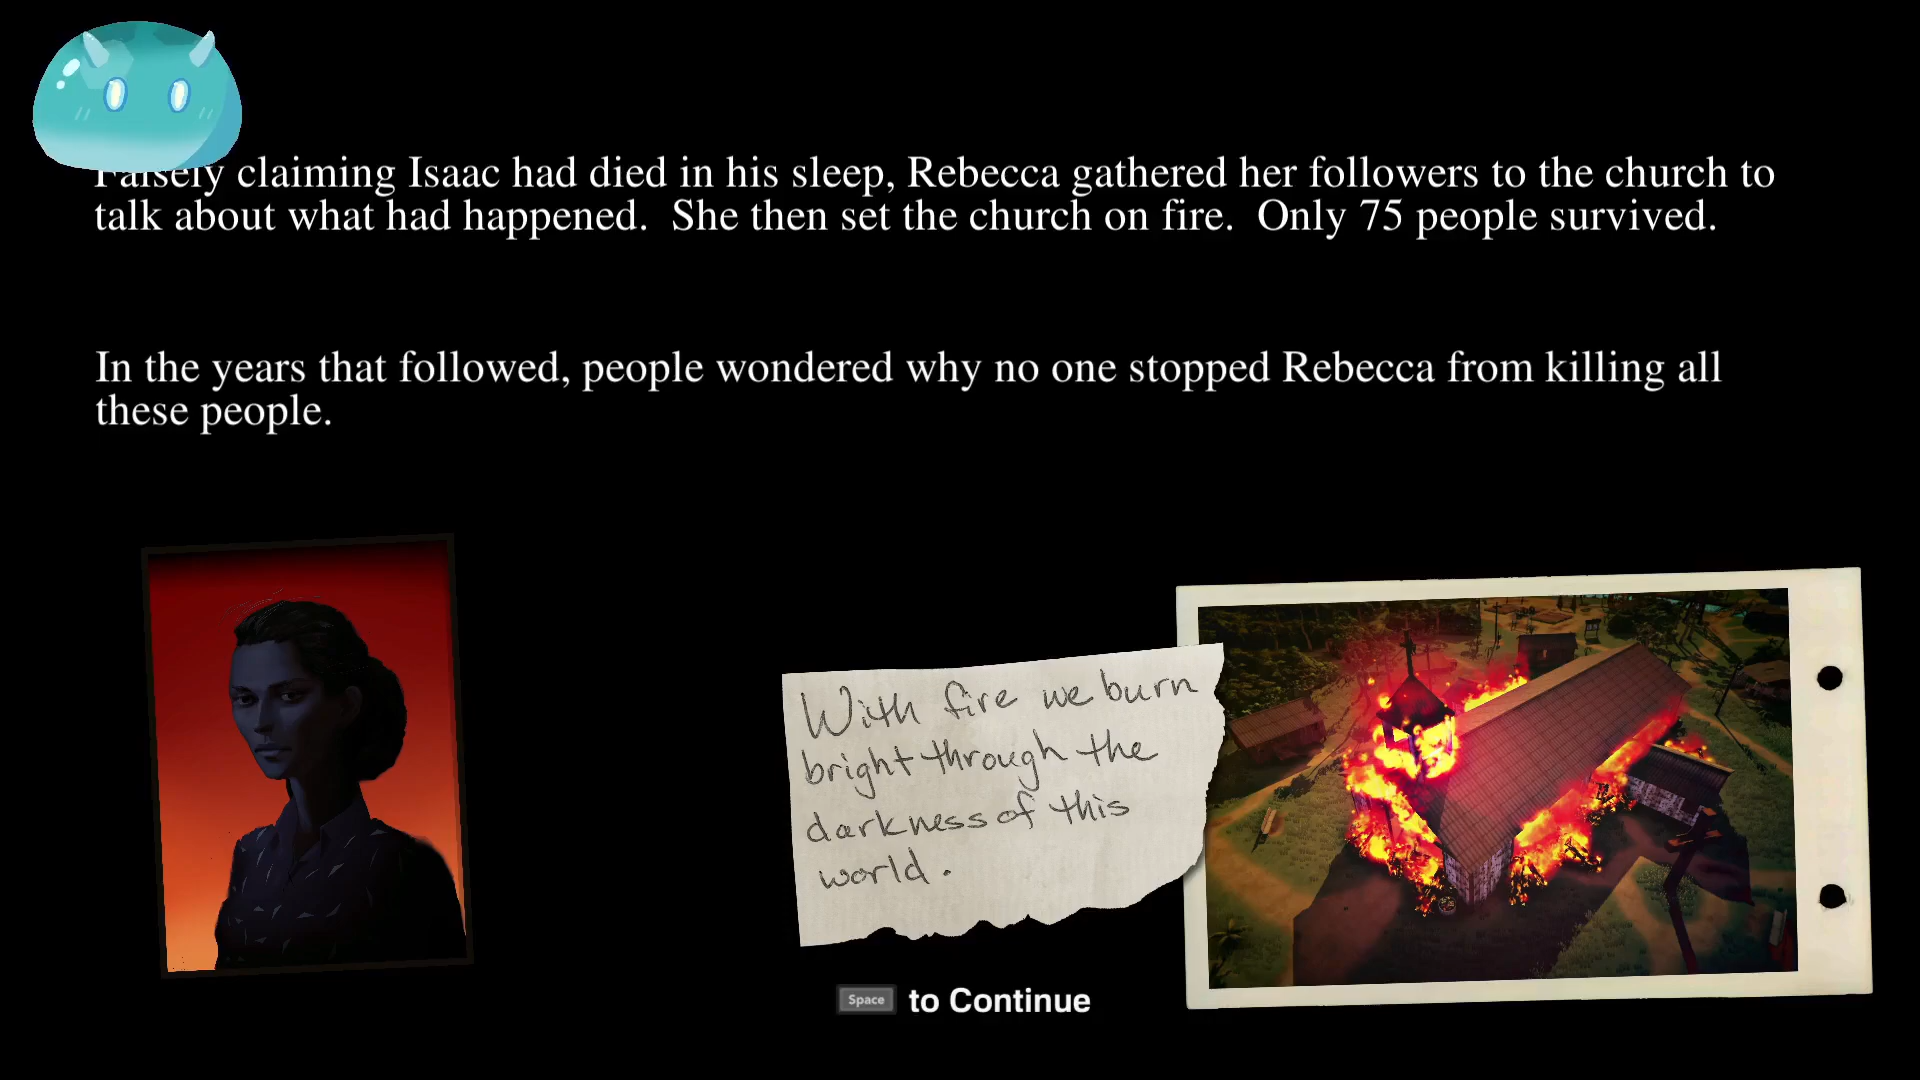 Falsely claiming Isaac had died in his sleep, Rebecca gathered her followers to the church to
talk about what had happened.  She then set the church on fire.  Only 75 people survived.
In the years that followed, people wondered why no one stopped Rebecca from killing all
these people.
With fire we burn
bright through the
darkness of this
world.
Space to Continue